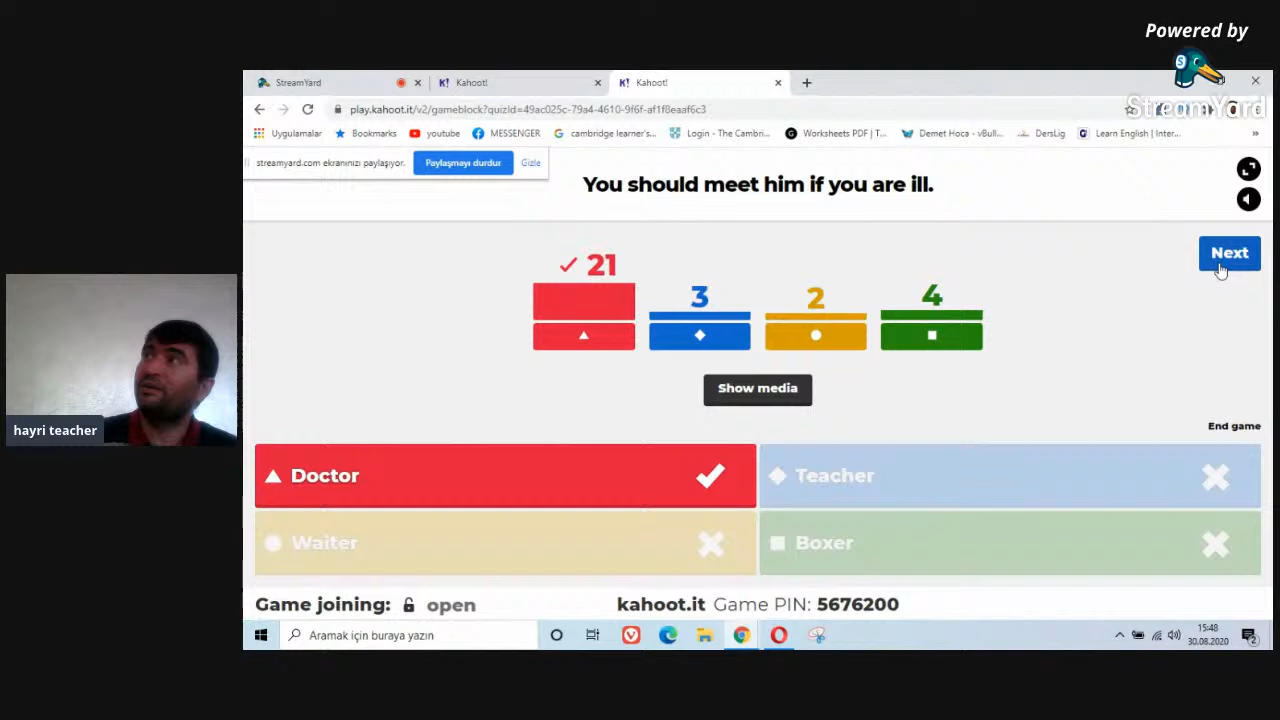 Powered by
StreamYard
StreamYard
Kahoot!
Kahoot!
play.kahoot.it/v2/gameblock?quizId=49ac025c-79a4-4610-9f6f-af1f8eaaf6c3
Uygulamalar
Bookmarks
youtube
MESSENGER
cambridge learner's...
Login - The Cambri...
Worksheets PDF | T...
Demet Hoca - vBull...
DersLig
Learn English | Inter...
streamyard.com ekranınızı paylaşıyor.
Paylaşmayı durdur
Gizle
You should meet him if you are ill.
Next
21
3
2
4
Show media
End game
hayri teacher
Doctor
Teacher
Waiter
Boxer
Game joining: open
kahoot.it Game PIN: 5676200
Aramak için buraya yazın
15:48
30.08.2020
2